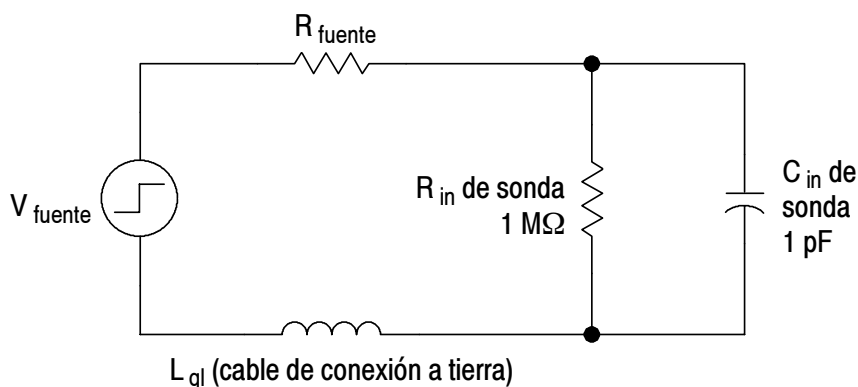 R fuente
V fuente
R in de sonda
1 MΩ
C in de
sonda
1 pF
L gl (cable de conexión a tierra)